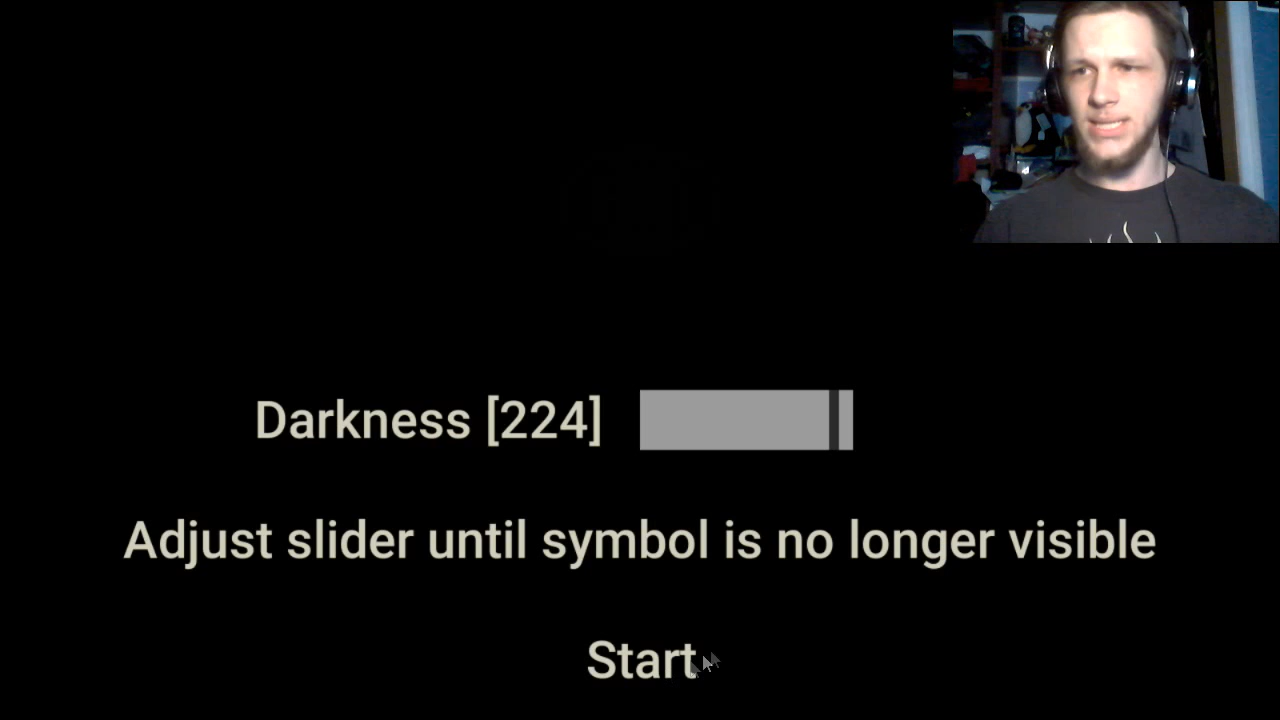 Darkness [224]
Adjust slider until symbol is no longer visible
Start